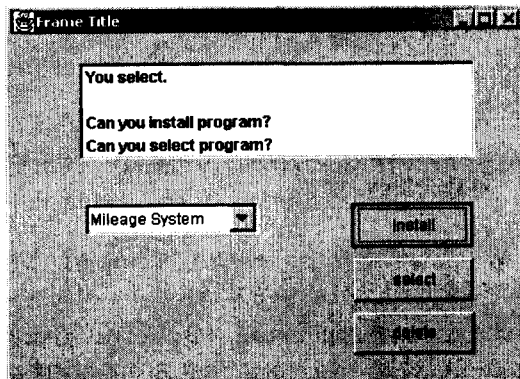 Frame Title
You select.
Can you install program?
Can you select program?
Mileage System
install
select
delete